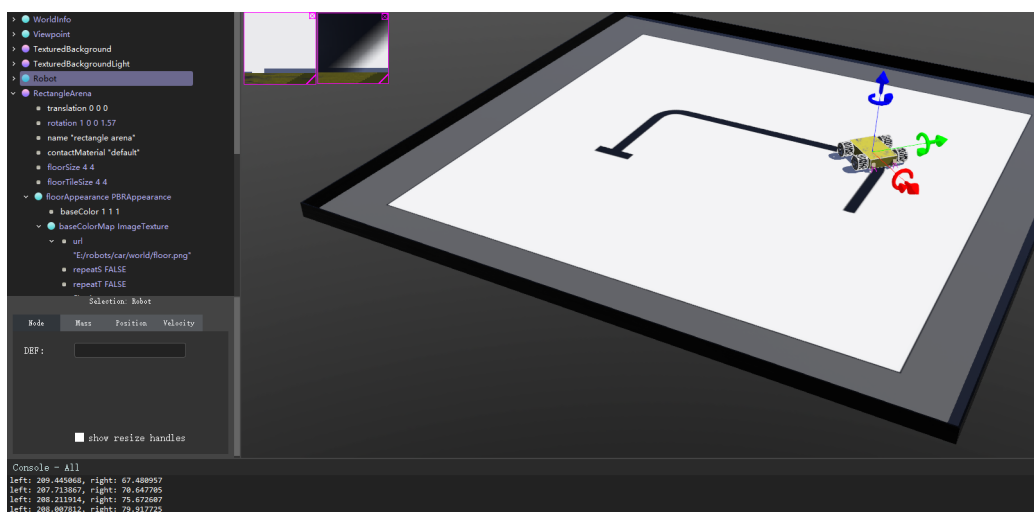 WorldInfo
Viewpoint
TexturedBackground
TexturedBackgroundLight
Robot
RectangleArena
translation 0 0 0
rotation 1 0 0 1.57
name "rectangle arena"
contactMaterial "default"
floorSize 4 4
floorTileSize 4 4
floorAppearance PBRAppearance
baseColor 1 1 1
baseColorMap ImageTexture
url
"E:/robots/car/world/floor.png"
repeatS FALSE
repeatT FALSE
Selection: Robot
Node Mass Position Velocity
DEF:
show resize handles
Console - All
left: 209.445068, right: 67.480957
left: 207.713867, right: 70.647705
left: 208.211914, right: 75.672607
left: 208.007812, right: 79.917725